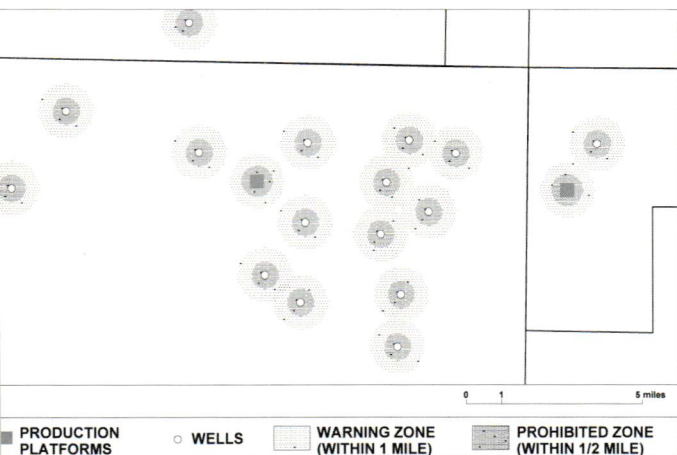 0 1 5 miles
PRODUCTION PLATFORMS
WELLS
WARNING ZONE (WITHIN 1 MILE)
PROHIBITED ZONE (WITHIN 1/2 MILE)